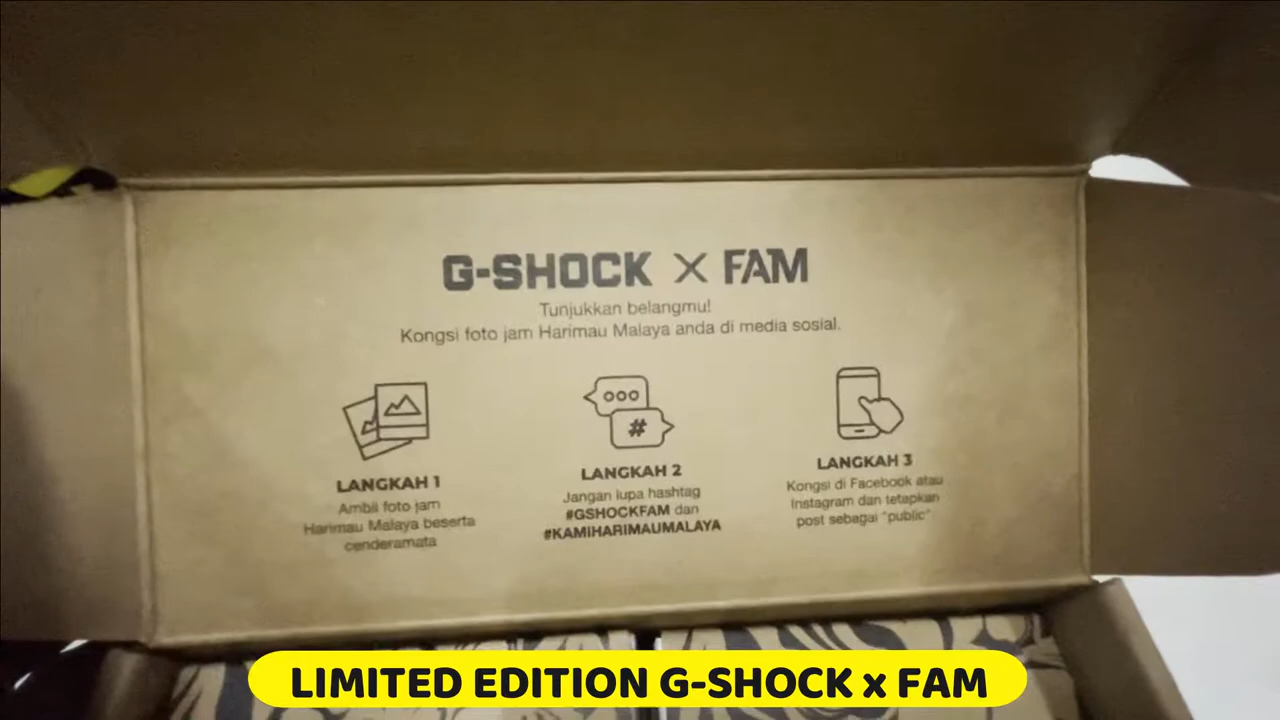 G-SHOCK X FAM
Tunjukkan belangmu!
Kongsi foto jam Harimau Malaya anda di media sosial.
#
LANGKAH 1
Ambil foto jam
Harimau Malaya beserta
cenderamata
LANGKAH 2
Jangan lupa hashtag
#GSHOCKFAM dan
#KAMIHARIMAUMALAYA
LANGKAH 3
Kongsi di Facebook atau
Instagram dan tetapkan
post sebagai "public".
LIMITED EDITION G-SHOCK x FAM